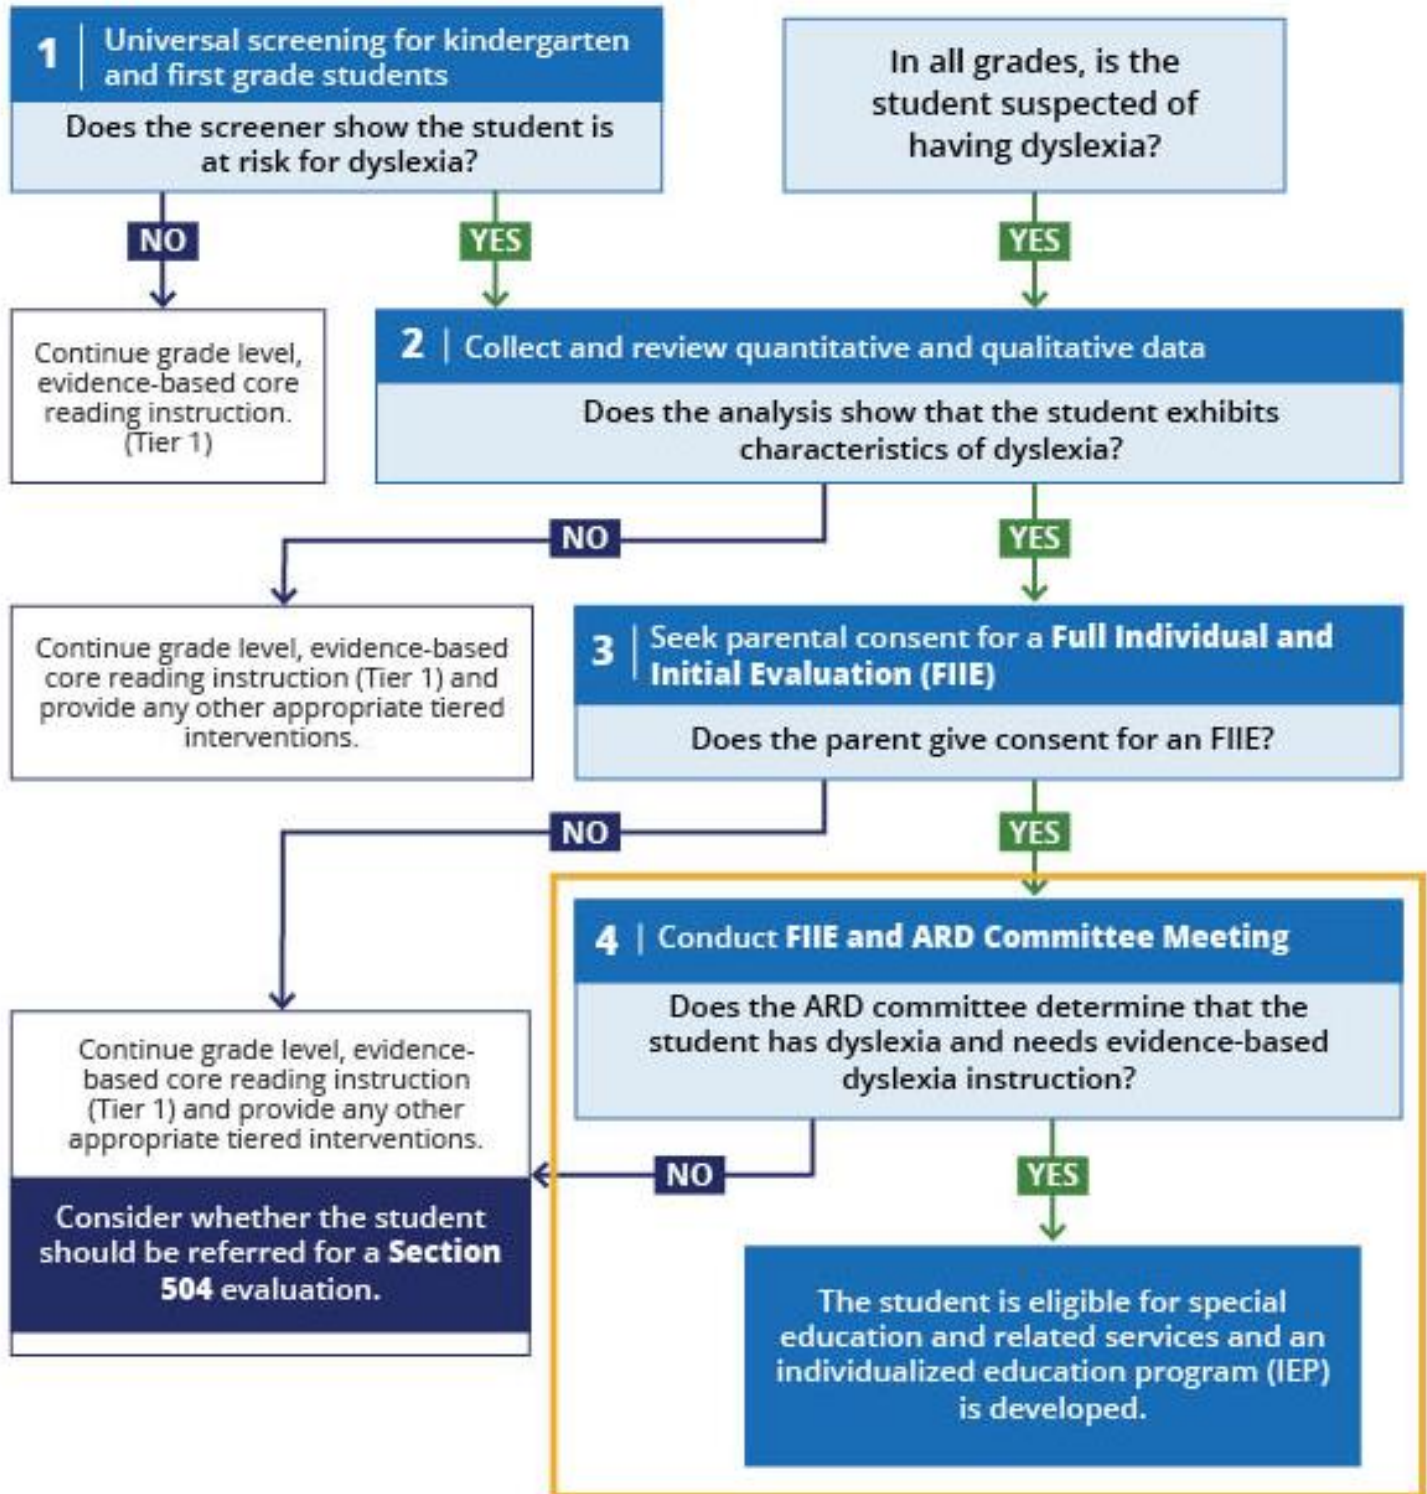 1
Universal screening for kindergarten
and first grade students
Does the screener show the student is
at risk for dyslexia?
In all grades, is the
student suspected of
having dyslexia?
NO
YES
YES
Continue grade level,
evidence-based core
reading instruction.
(Tier 1)
2
Collect and review quantitative and qualitative data
Does the analysis show that the student exhibits
characteristics of dyslexia?
NO
YES
Continue grade level, evidence-based
core reading instruction (Tier 1) and
provide any other appropriate tiered
interventions.
3
Seek parental consent for a Full Individual and
Initial Evaluation (FIIE)
Does the parent give consent for an FIIE?
NO
YES
4
Conduct FIIE and ARD Committee Meeting
Does the ARD committee determine that the
student has dyslexia and needs evidence-based
dyslexia instruction?
Continue grade level, evidence-
based core reading instruction
(Tier 1) and provide any other
appropriate tiered interventions.
NO
YES
Consider whether the student
should be referred for a Section
504 evaluation.
The student is eligible for special
education and related services and an
individualized education program (IEP)
is developed.